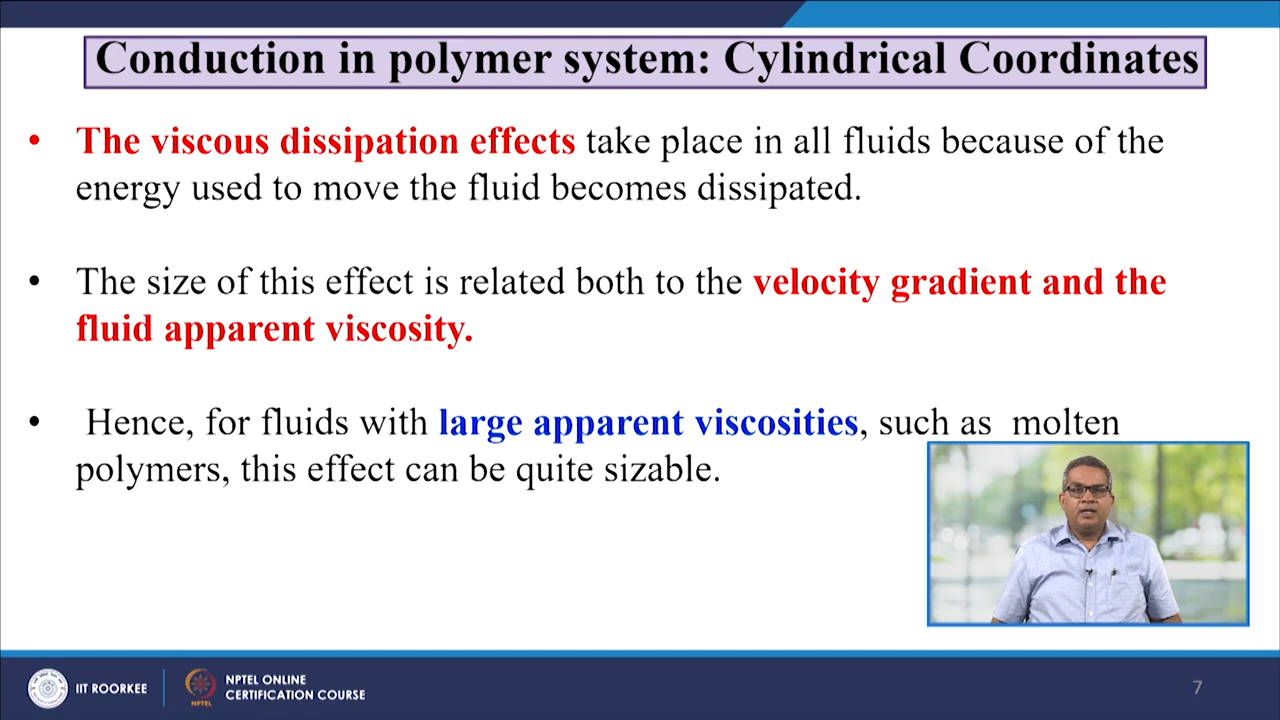 Conduction in polymer system: Cylindrical Coordinates
• The viscous dissipation effects take place in all fluids because of the
energy used to move the fluid becomes dissipated.
• The size of this effect is related both to the velocity gradient and the
fluid apparent viscosity.
• Hence, for fluids with large apparent viscosities, such as molten
polymers, this effect can be quite sizable.
IIT ROORKEE
NPTEL
NPTEL ONLINE
CERTIFICATION COURSE
7